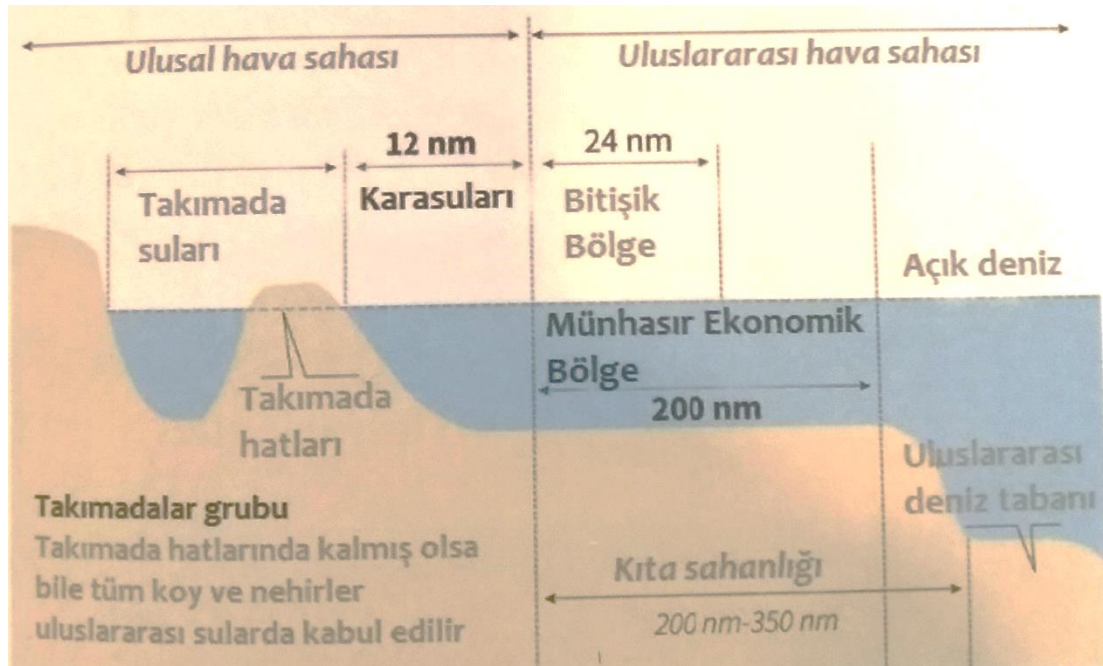 Ulusal hava sahası
Uluslararası hava sahası
12 nm
24 nm
Takımada
suları
Karasuları
Bitişik
Bölge
Açık deniz
Münhasır Ekonomik
Bölge
200 nm
Takımada
hatları
Uluslararası
deniz tabanı
Takımadalar grubu
Takımada hatlarında kalmış olsa
bile tüm koy ve nehirler
uluslararası sularda kabul edilir
Kıta sahanlığı
200 nm-350 nm